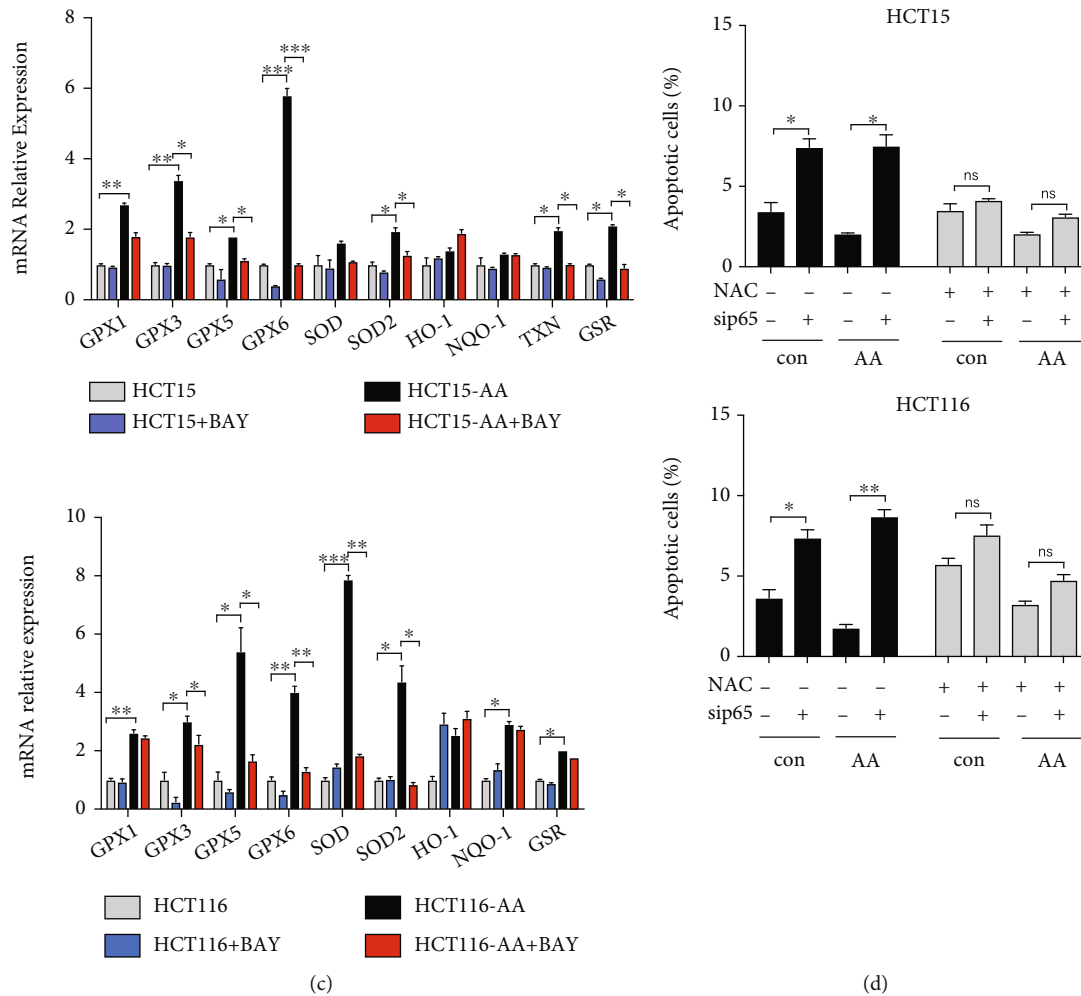 8
6
4
2
0
mRNA Relative Expression
***
***
**
**
*
*
*
*
*
*
*
*
*
GPX1 GPX3 GPX5 GPX6 SOD SOD2 HO-1 NQO-1 TXN GSR
HCT15 HCT15-AA
HCT15+BAY HCT15-AA+BAY
10
8
6
4
2
0
mRNA relative expression
**
*
*
*
*
**
**
***
**
*
*
*
*
GPX1 GPX3 GPX5 GPX6 SOD SOD2 HO-1 NQO-1 GSR
HCT116 HCT116-AA
HCT116+BAY HCT116-AA+BAY
(c)
HCT15
15
10
5
0
Apoptotic cells (%)
* * ns ns
NAC – – – – + + + +
sip65 – + – + – + – +
con AA con AA
HCT116
15
10
5
0
Apoptotic cells (%)
* ** ns ns
NAC – – – – + + + +
sip65 – + – + – + – +
con AA con AA
(d)